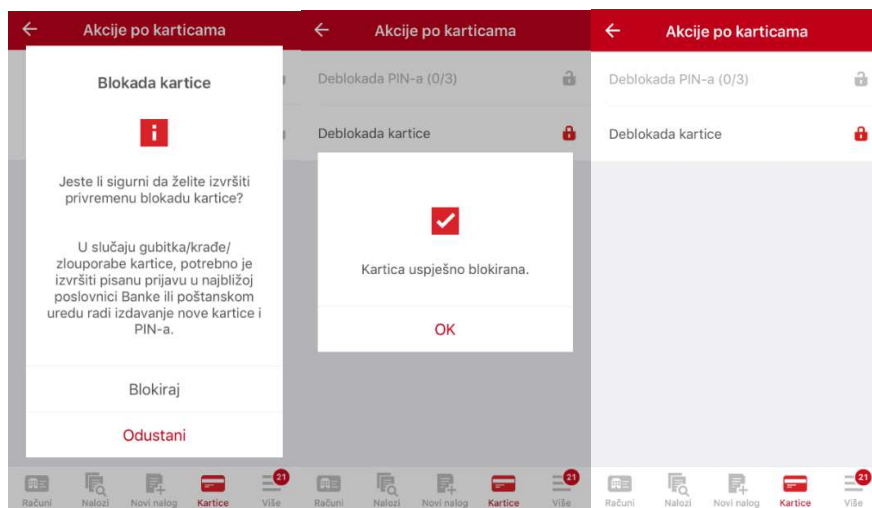 Akcije po karticama
Blokada kartice
Jeste li sigurni da želite izvršiti
privremenu blokadu kartice?
U slučaju gubitka/krađe/
zlouporabe kartice, potrebno je
izvršiti pisanu prijavu u najbližoj
poslovnici Banke ili poštanskom
uredu radi izdavanje nove kartice i
PIN-a.
Blokiraj
Odustani
Računi Nalozi Novi nalog Kartice Više 21
Akcije po karticama
Deblokada PIN-a (0/3)
Deblokada kartice
Kartica uspješno blokirana.
OK
Računi Nalozi Novi nalog Kartice Više 21
Akcije po karticama
Deblokada PIN-a (0/3)
Deblokada kartice
Računi Nalozi Novi nalog Kartice Više 21